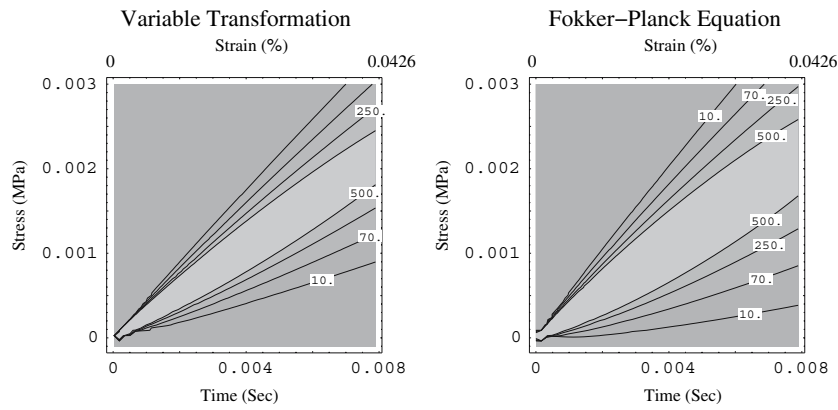 Variable Transformation
Strain (%)
0 0.0426
0.003
0.002
0.001
0
Stress (MPa)
250.
500.
70.
10.
0 0.004 0.008
Time (Sec)
Fokker−Planck Equation
Strain (%)
0 0.0426
0.003
0.002
0.001
0
Stress (MPa)
10.
70.
250.
500.
500.
250.
70.
10.
0 0.004 0.008
Time (Sec)